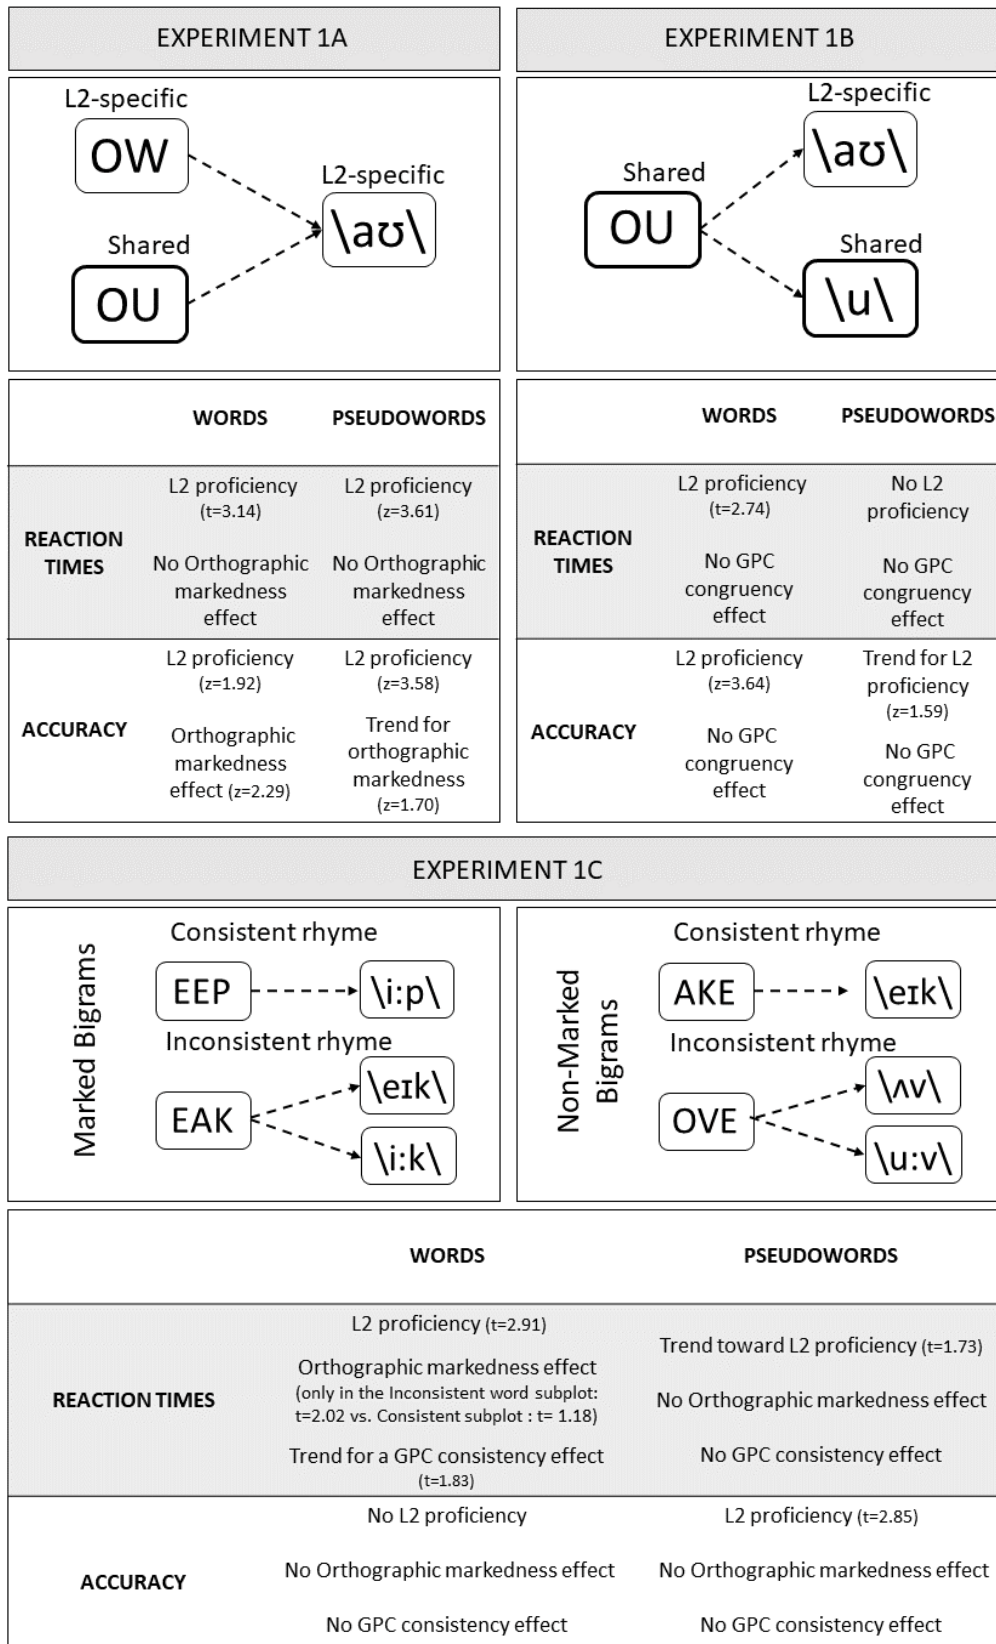 EXPERIMENT 1A
L2-specific
OW
L2-specific
\aʊ\
Shared
OU
EXPERIMENT 1B
L2-specific
\aʊ\
Shared
OU
Shared
\u\
WORDS PSEUDOWORDS
REACTION
TIMES
L2 proficiency
(t=3.14)
No Orthographic
markedness
effect
L2 proficiency
(z=3.61)
No Orthographic
markedness
effect
ACCURACY
L2 proficiency
(z=1.92)
Orthographic
markedness
effect (z=2.29)
L2 proficiency
(z=3.58)
Trend for
orthographic
markedness
(z=1.70)
WORDS PSEUDOWORDS
REACTION
TIMES
L2 proficiency
(t=2.74)
No GPC
congruency
effect
No L2
proficiency
No GPC
congruency
effect
ACCURACY
L2 proficiency
(z=3.64)
No GPC
congruency
effect
Trend for L2
proficiency
(z=1.59)
No GPC
congruency
effect
EXPERIMENT 1C
Marked Bigrams
Consistent rhyme
EEP \i:p\
Inconsistent rhyme
\eɪk\
EAK
\i:k\
Non-Marked
Bigrams
Consistent rhyme
AKE \eɪk\
Inconsistent rhyme
\ʌv\
OVE
\u:v\
WORDS PSEUDOWORDS
REACTION TIMES
L2 proficiency (t=2.91)
Orthographic markedness effect
(only in the Inconsistent word subplot:
t=2.02 vs. Consistent subplot : t= 1.18)
Trend for a GPC consistency effect
(t=1.83)
Trend toward L2 proficiency (t=1.73)
No Orthographic markedness effect
No GPC consistency effect
ACCURACY
No L2 proficiency
No Orthographic markedness effect
No GPC consistency effect
L2 proficiency (t=2.85)
No Orthographic markedness effect
No GPC consistency effect